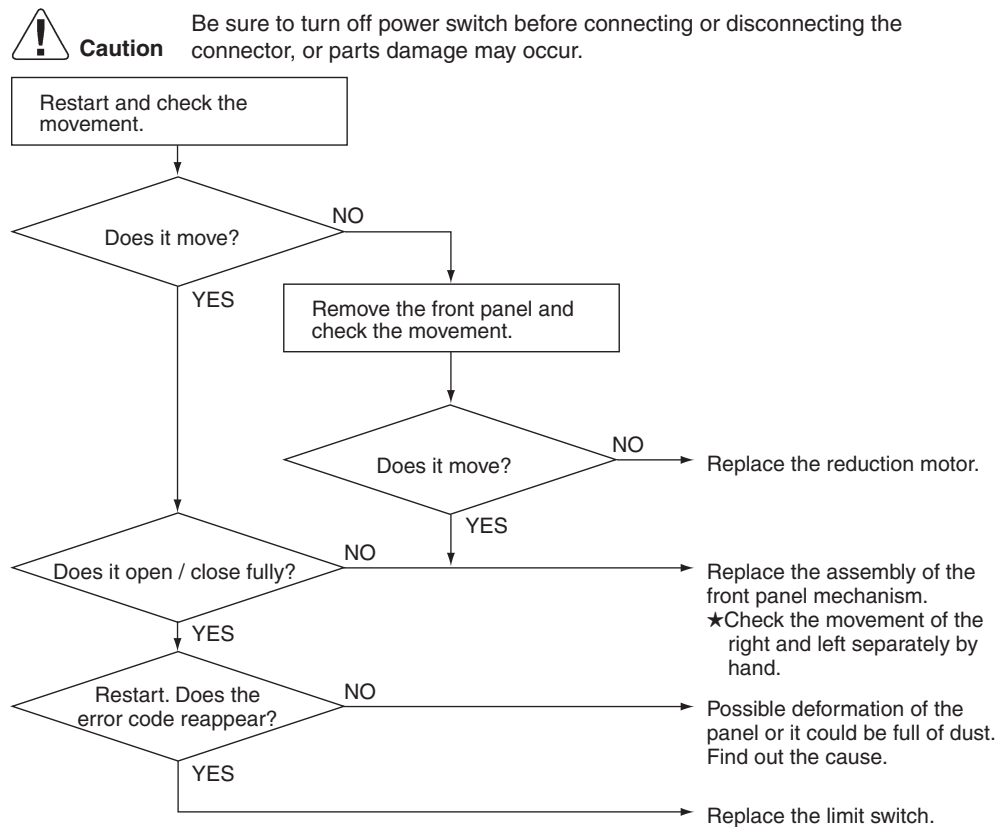 Be sure to turn off power switch before connecting or disconnecting the
Caution connector, or parts damage may occur.
Restart and check the
movement.
Does it move?
NO
YES
Remove the front panel and
check the movement.
Does it move?
NO
Replace the reduction motor.
YES
Does it open / close fully?
NO
Replace the assembly of the
front panel mechanism.
★Check the movement of the
right and left separately by
hand.
YES
Restart. Does the
error code reappear?
NO
Possible deformation of the
panel or it could be full of dust.
Find out the cause.
YES
Replace the limit switch.